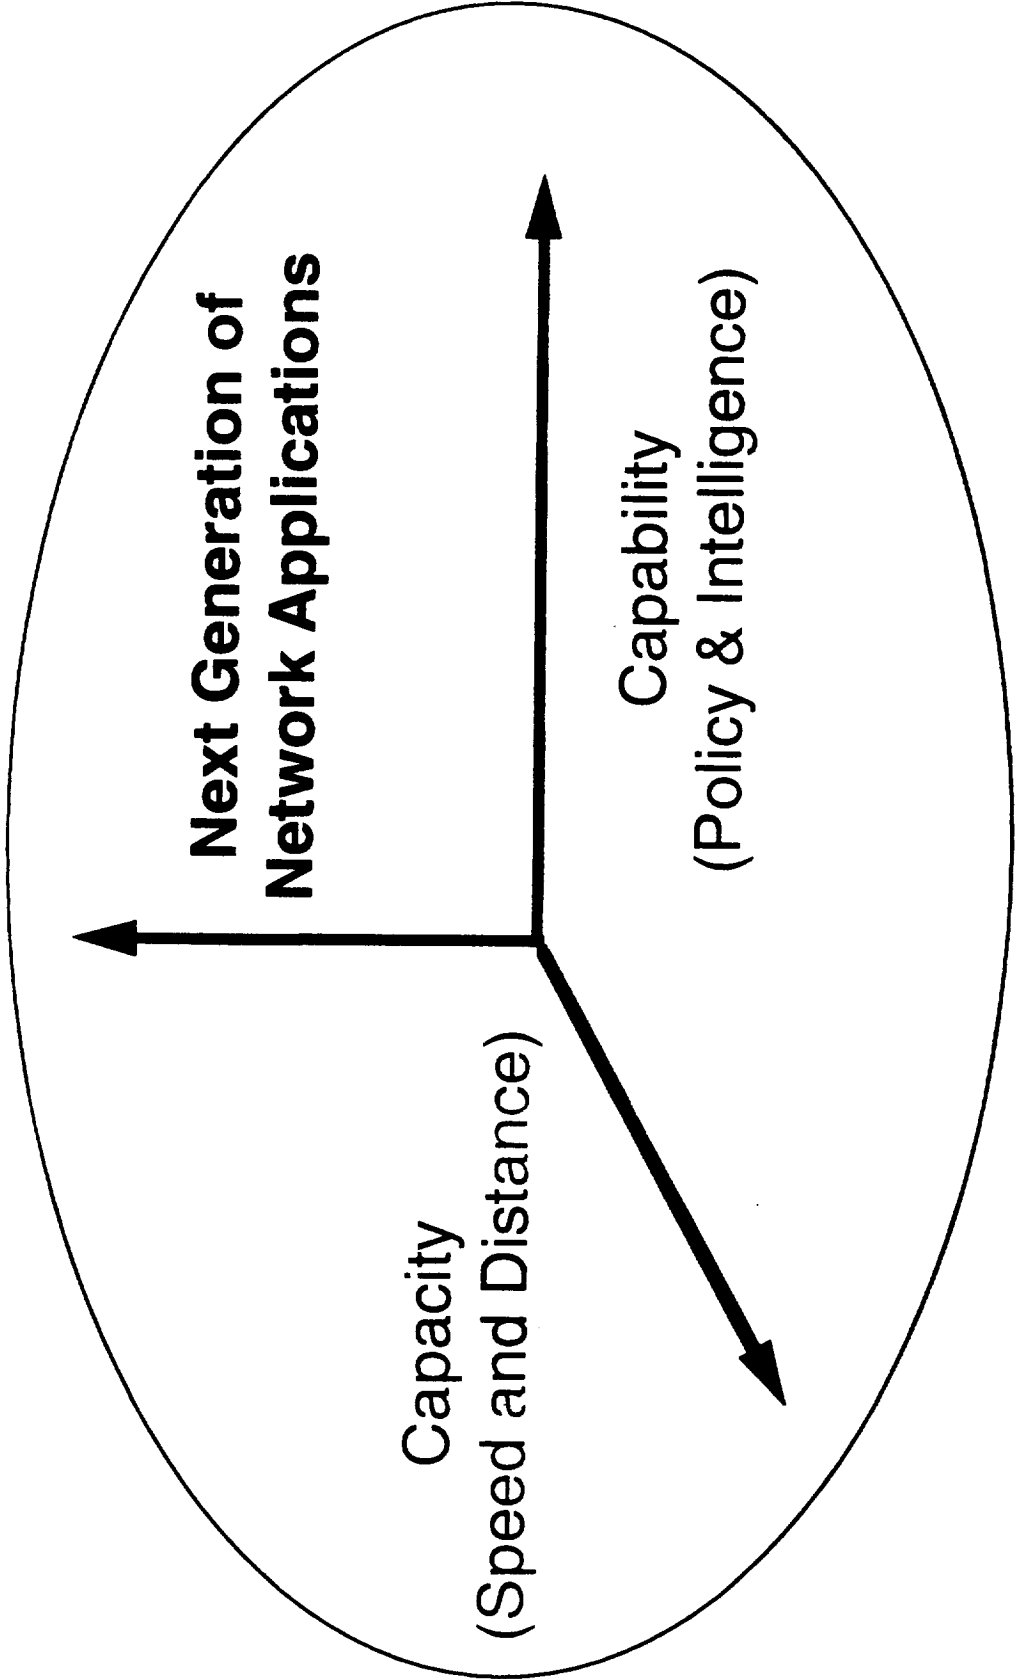 Next Generation of
Network Applications
Capacity
(Speed and Distance)
Capability
(Policy & Intelligence)